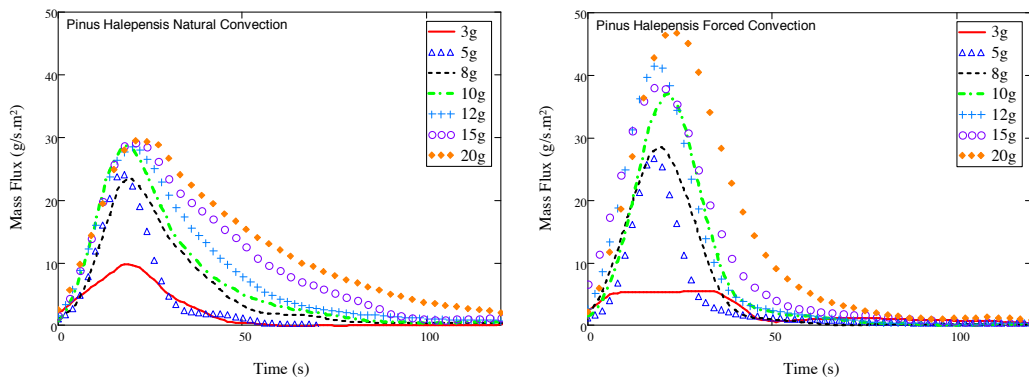 Pinus Halepensis Natural Convection
50
40
30
20
10
0
0
50
100
Mass Flux (g/s.m²)
Time (s)
3g
5g
8g
10g
12g
15g
20g
Pinus Halepensis Forced Convection
50
40
30
20
10
0
0
50
100
Mass Flux (g/s.m²)
Time (s)
3g
5g
8g
10g
12g
15g
20g